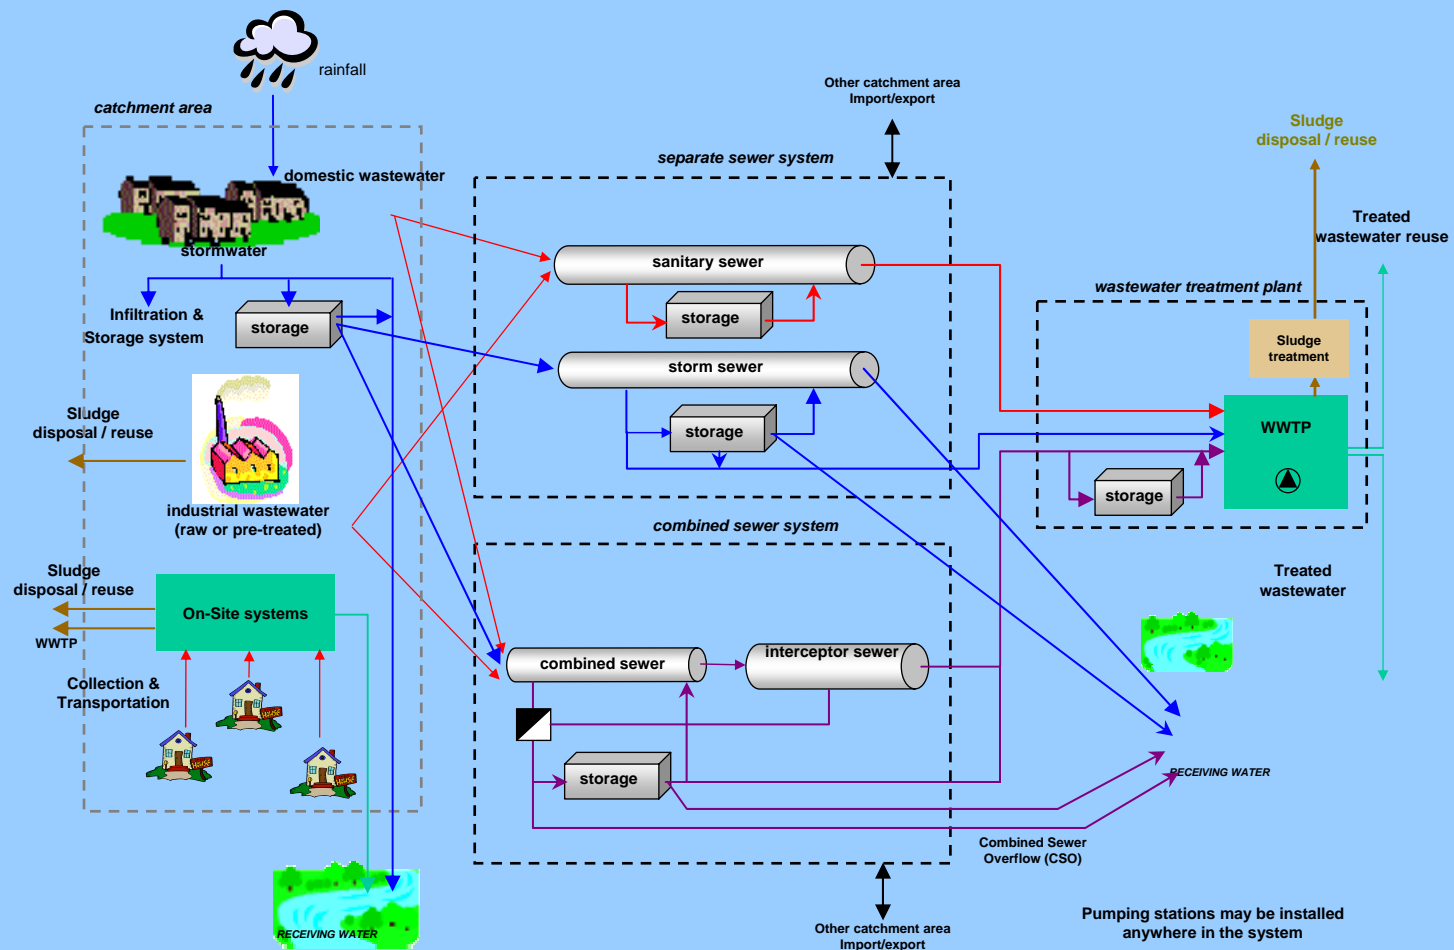 rainfall
catchment area
domestic wastewater
stormwater
Infiltration &
Storage system
storage
Sludge
disposal / reuse
industrial wastewater
(raw or pre-treated)
Sludge
disposal / reuse
WWTP
On-Site systems
Collection &
Transportation
House
House
House
RECEIVING WATER
Other catchment area
Import/export
separate sewer system
sanitary sewer
storage
storm sewer
storage
combined sewer system
combined sewer
interceptor sewer
storage
Combined Sewer
Overflow (CSO)
Other catchment area
Import/export
Sludge
disposal / reuse
Treated
wastewater reuse
wastewater treatment plant
Sludge
treatment
WWTP
storage
Treated
wastewater
RECEIVING WATER
Pumping stations may be installed
anywhere in the system